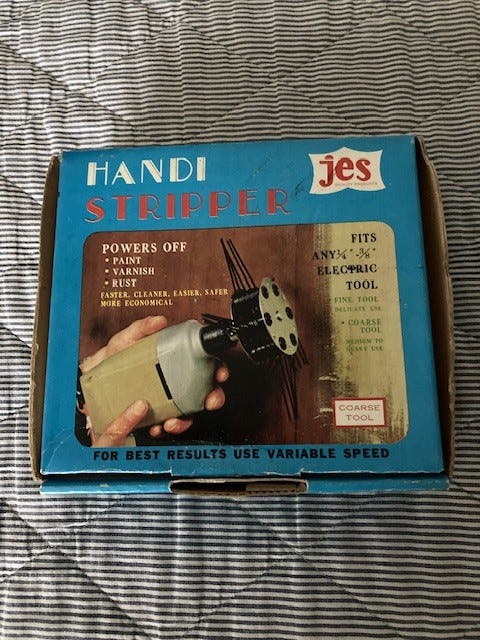 HANDI
STRIPPER
jes
QUALITY PRODUCTS
POWERS OFF
• PAINT
• VARNISH
• RUST
FASTER, CLEANER, EASIER, SAFER
MORE ECONOMICAL
FITS
ANY 1/4" - 3/8"
ELECTRIC
TOOL
FINE TOOL
DELICATE USE
• COARSE
TOOL
MEDIUM TO
HEAVY USE
COARSE
TOOL
FOR BEST RESULTS USE VARIABLE SPEED